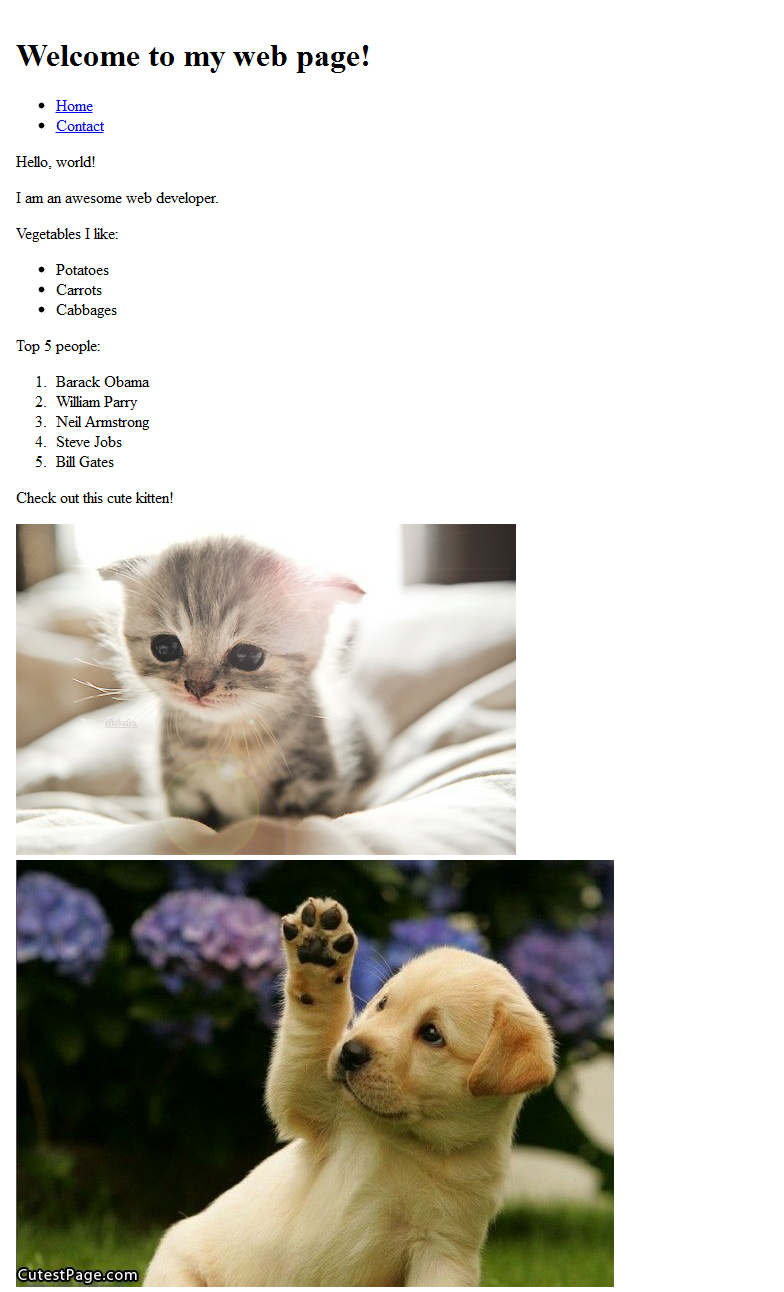 Welcome to my web page!
Home
Contact
Hello, world!
I am an awesome web developer.
Vegetables I like:
Potatoes
Carrots
Cabbages
Top 5 people:
1. Barack Obama
2. William Parry
3. Neil Armstrong
4. Steve Jobs
5. Bill Gates
Check out this cute kitten!
CutestPage.com